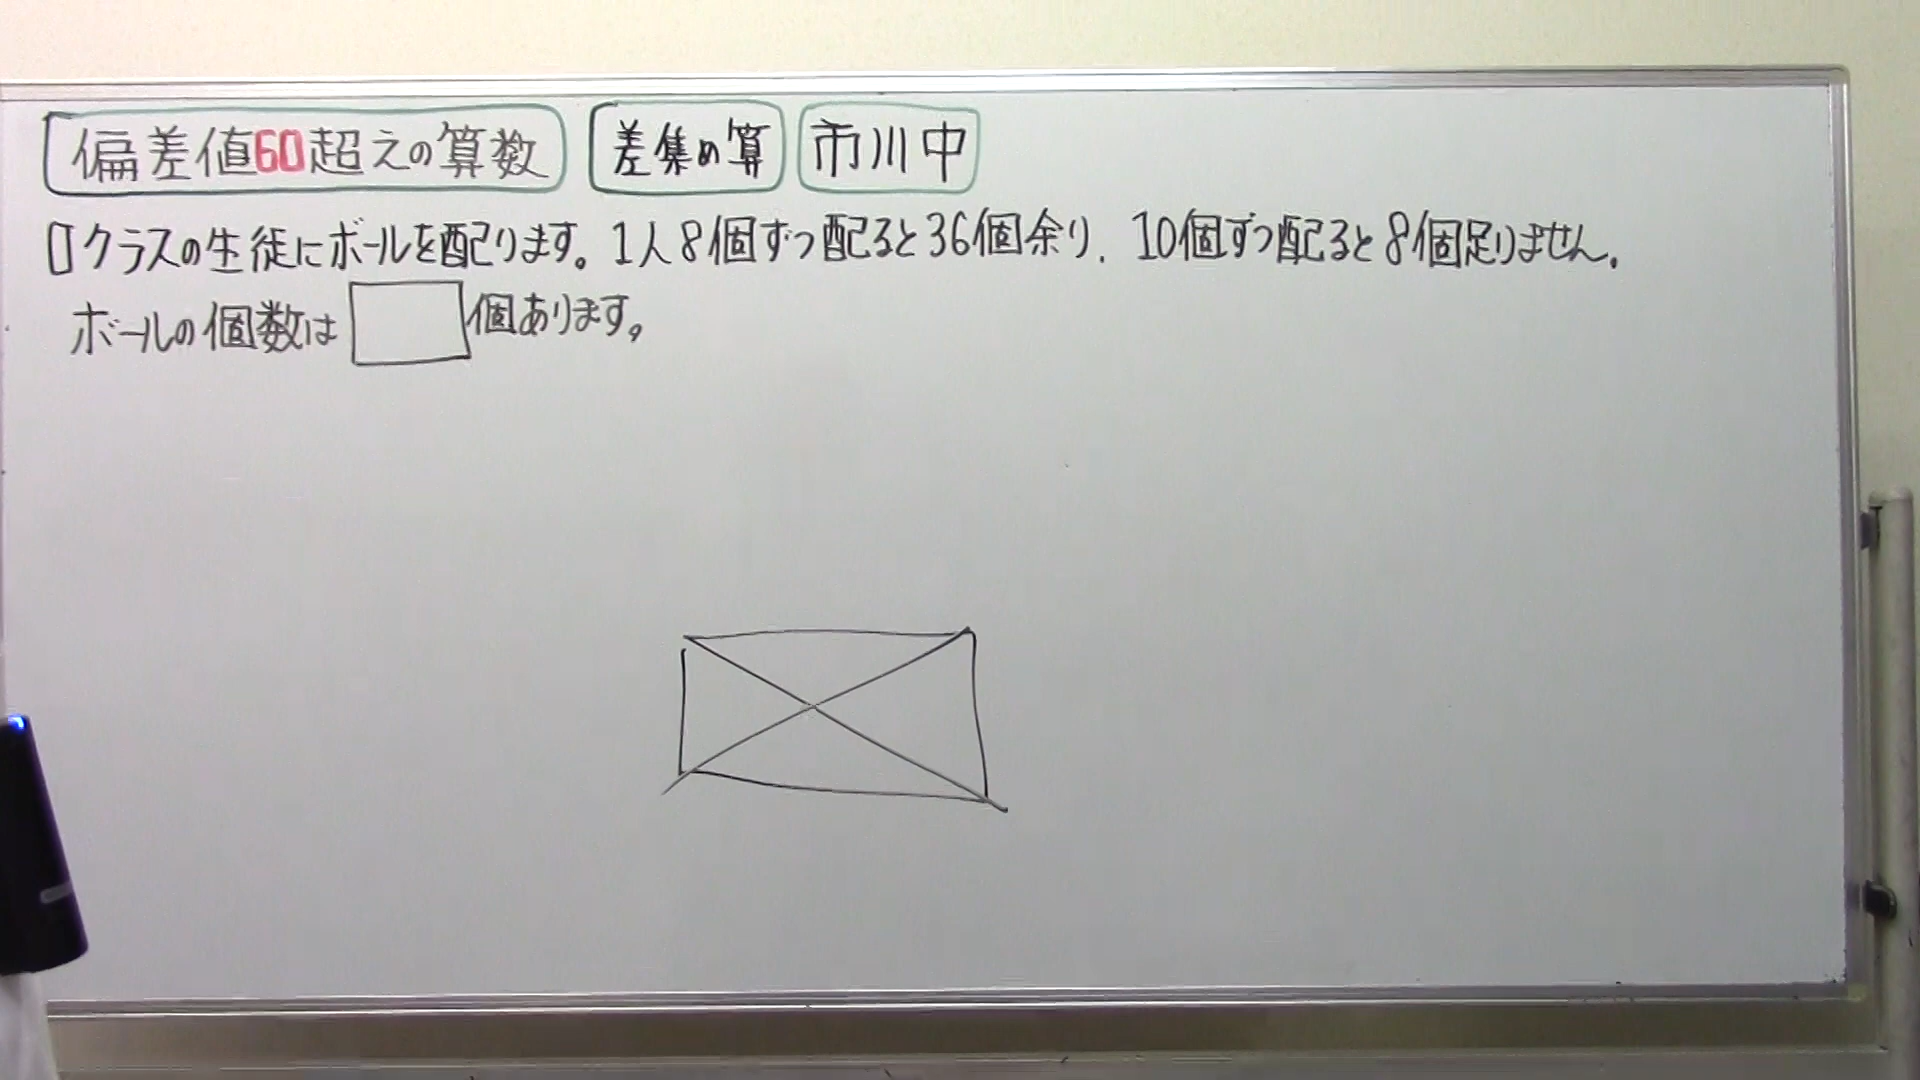 偏差値60超えの算数 差集め算 市川中
□クラスの生徒にボールを配ります。1人8個ずつ配ると36個余り、10個ずつ配ると8個足りません。
ボールの個数は□個あります。